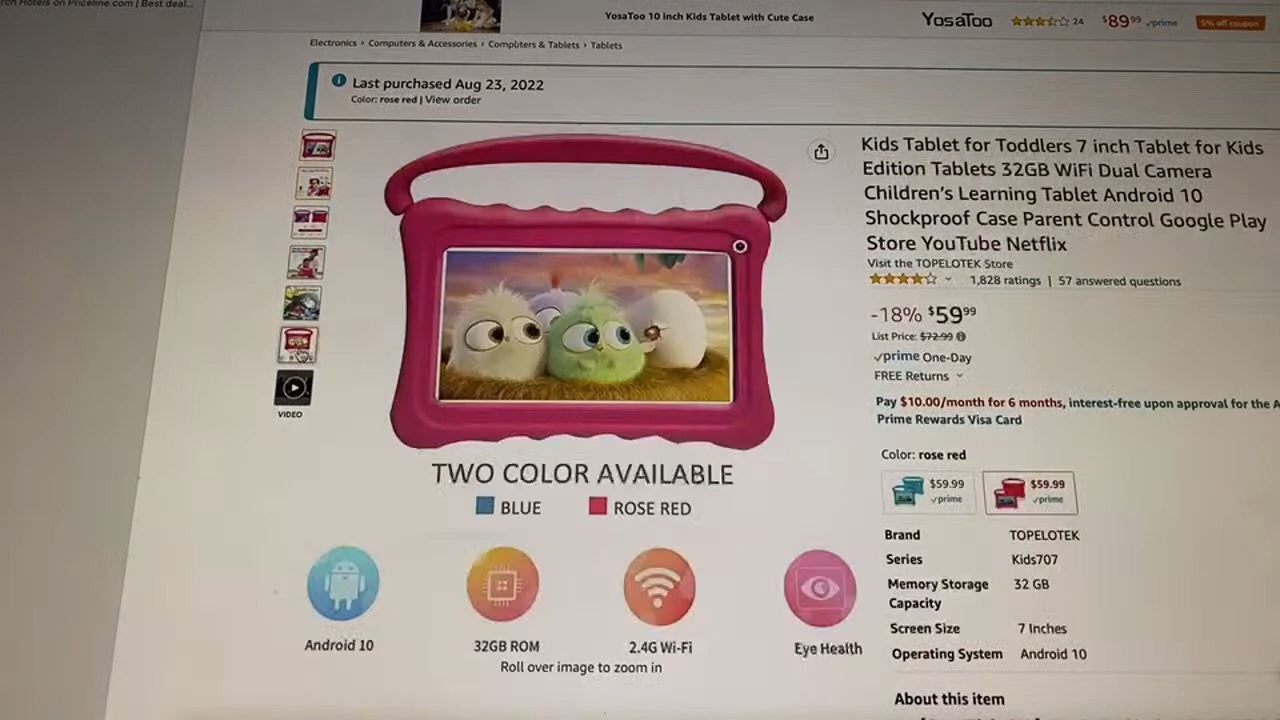 rch Hotels on Priceline.com | Best deal...
YosaToo 10 inch Kids Tablet with Cute Case
YosaToo
24
$89.99 prime
5% off coupon
Electronics › Computers & Accessories › Computers & Tablets › Tablets
Last purchased Aug 23, 2022
Color: rose red | View order
Kids Tablet for Toddlers 7 inch Tablet for Kids
Edition Tablets 32GB WiFi Dual Camera
Children's Learning Tablet Android 10
Shockproof Case Parent Control Google Play
Store YouTube Netflix
Visit the TOPELOTEK Store
1,828 ratings | 57 answered questions
-18% $59.99
List Price: $72.99
prime One-Day
FREE Returns
Pay $10.00/month for 6 months, interest-free upon approval for the A
Prime Rewards Visa Card
Color: rose red
$59.99
prime
$59.99
prime
Brand TOPELOTEK
Series Kids707
Memory Storage 32 GB
Capacity
Screen Size 7 Inches
Operating System Android 10
About this item
VIDEO
TWO COLOR AVAILABLE
BLUE ROSE RED
Android 10
32GB ROM
2.4G Wi-Fi
Eye Health
Roll over image to zoom in